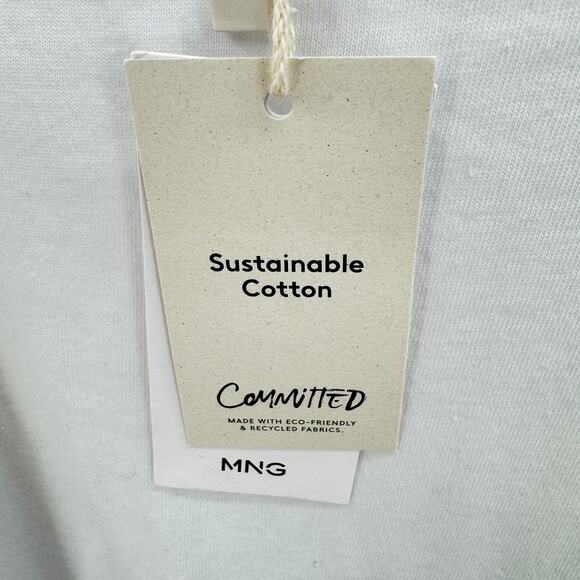 Sustainable
Cotton
COMMITTED
MADE WITH ECO-FRIENDLY
& RECYCLED FABRICS.
MNG